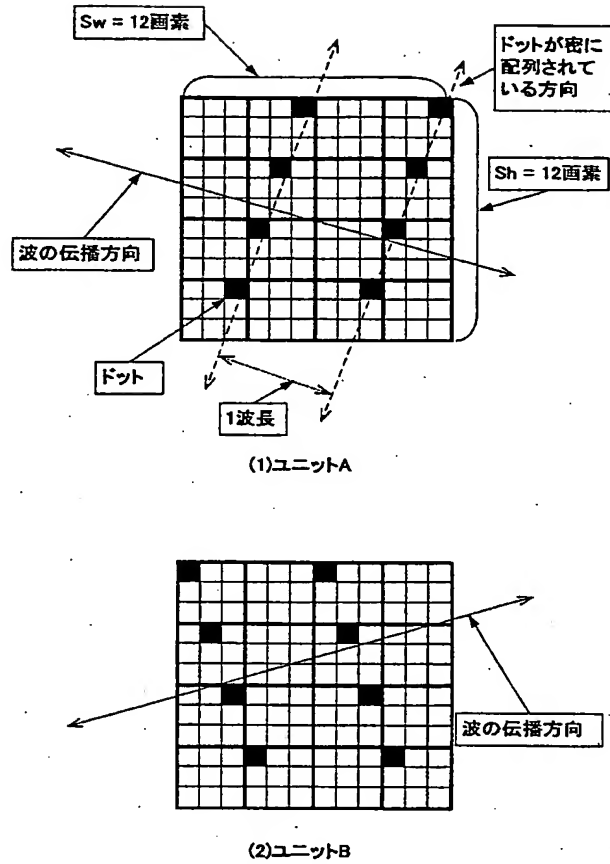 Sw = 12画素
ドットが密に
配列されて
いる方向
Sh = 12画素
波の伝播方向
ドット
1波長
(1)ユニットA
波の伝播方向
(2)ユニットB